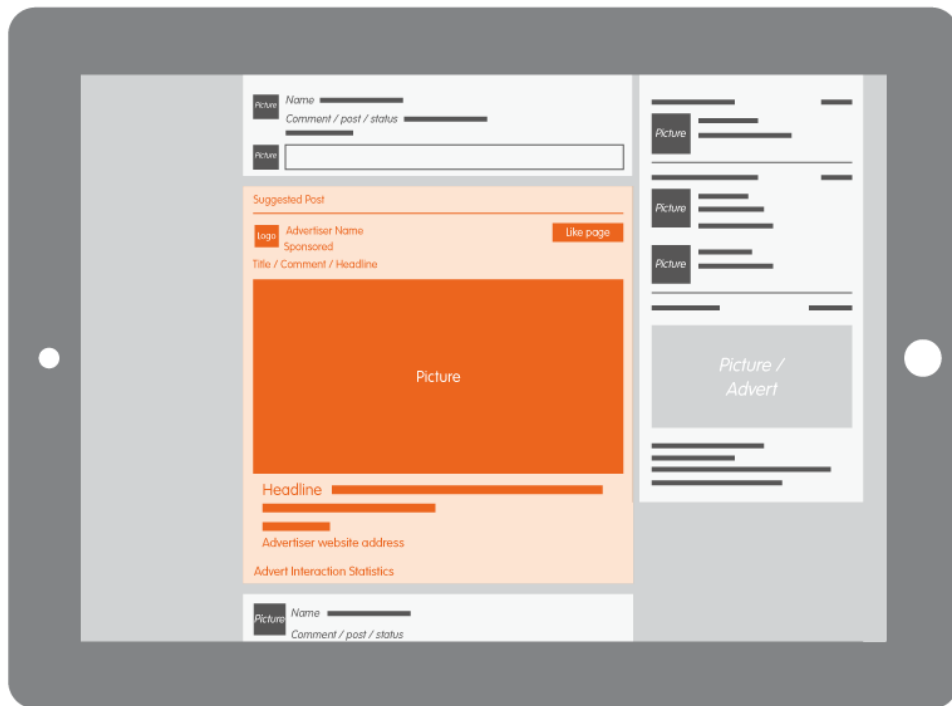 Picture
Name
Comment / post / status
Picture
Suggested Post
Logo
Advertiser Name
Sponsored
Like page
Title / Comment / Headline
Picture
Headline
Advertiser website address
Advert Interaction Statistics
Picture
Name
Comment / post / status
Picture
Picture
Picture
Picture /
Advert